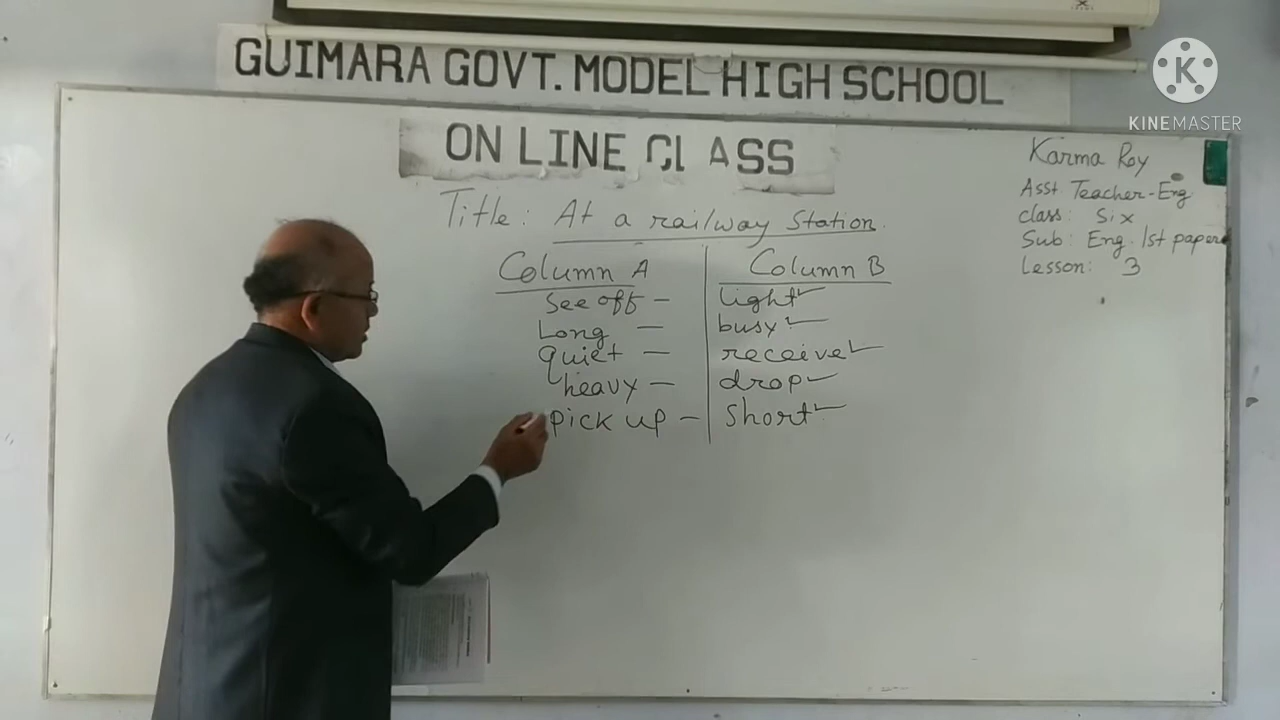 GUIMARA GOVT. MODEL HIGH SCHOOL
KINEMASTER
ON LINE CLASS
Karma Roy
Asst Teacher-Eng
class: Six
Sub: Eng. 1st paper
Lesson: 3
Title: At a railway Station.
Column A Column B
See off — light
Long — busy
quiet — receive
heavy — drop
pick up — Short